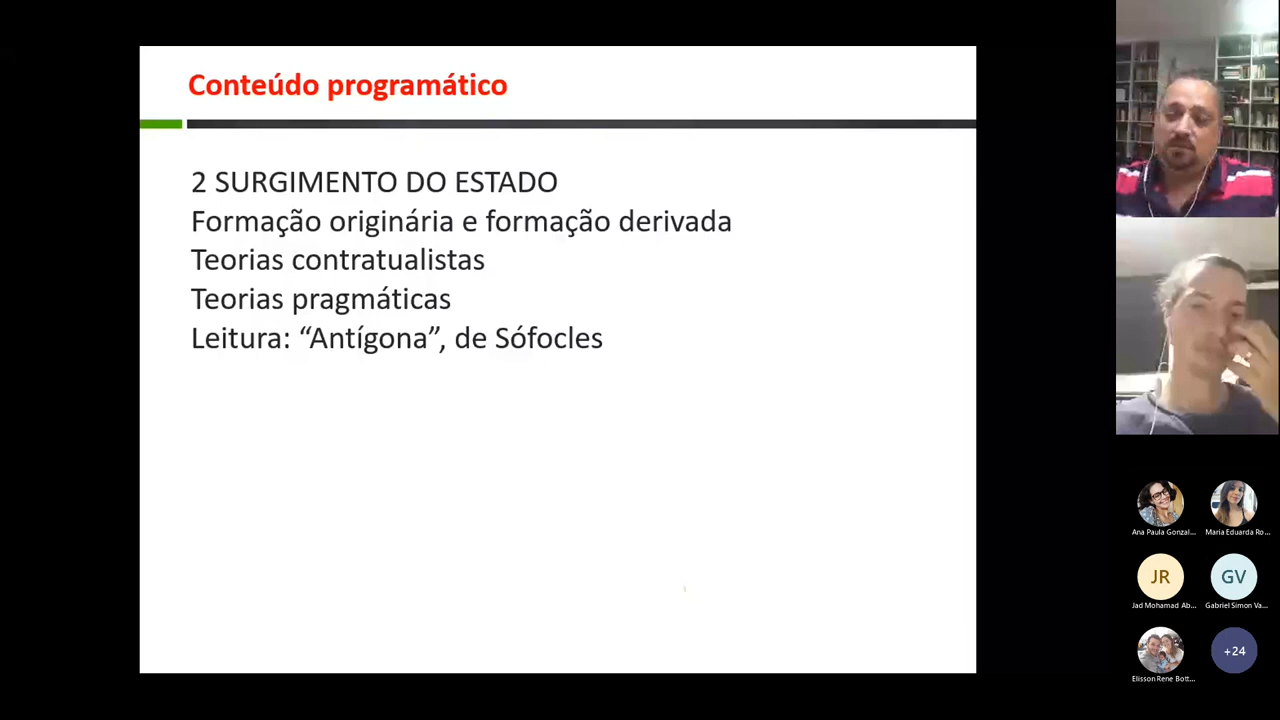 Conteúdo programático
2 SURGIMENTO DO ESTADO
Formação originária e formação derivada
Teorias contratualistas
Teorias pragmáticas
Leitura: “Antígona”, de Sófocles
Ana Paula Gonzal...
Maria Eduarda Ro...
JR
GV
Jad Mohamad Ab...
Gabriel Simon Va...
+24
Elisson Rene Bott...